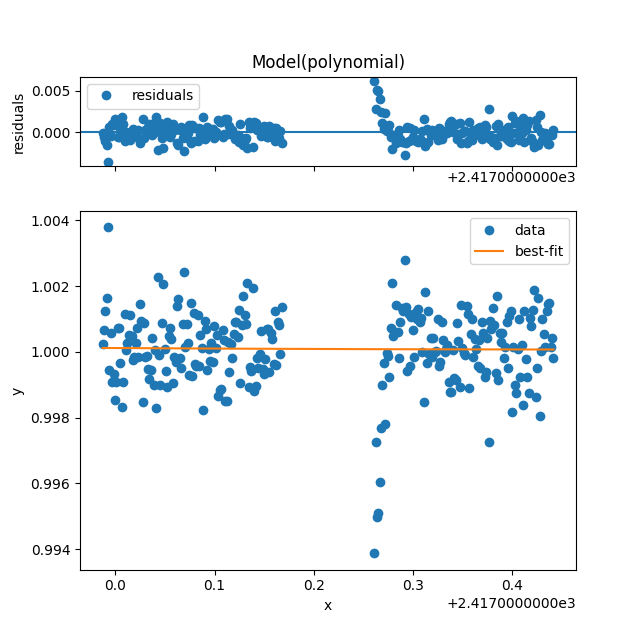 Model(polynomial)
residuals
0.005
0.000
residuals
+2.4170000000e3
1.004
1.002
1.000
0.998
0.996
0.994
y
data
best-fit
0.0 0.1 0.2 0.3 0.4
x
+2.4170000000e3